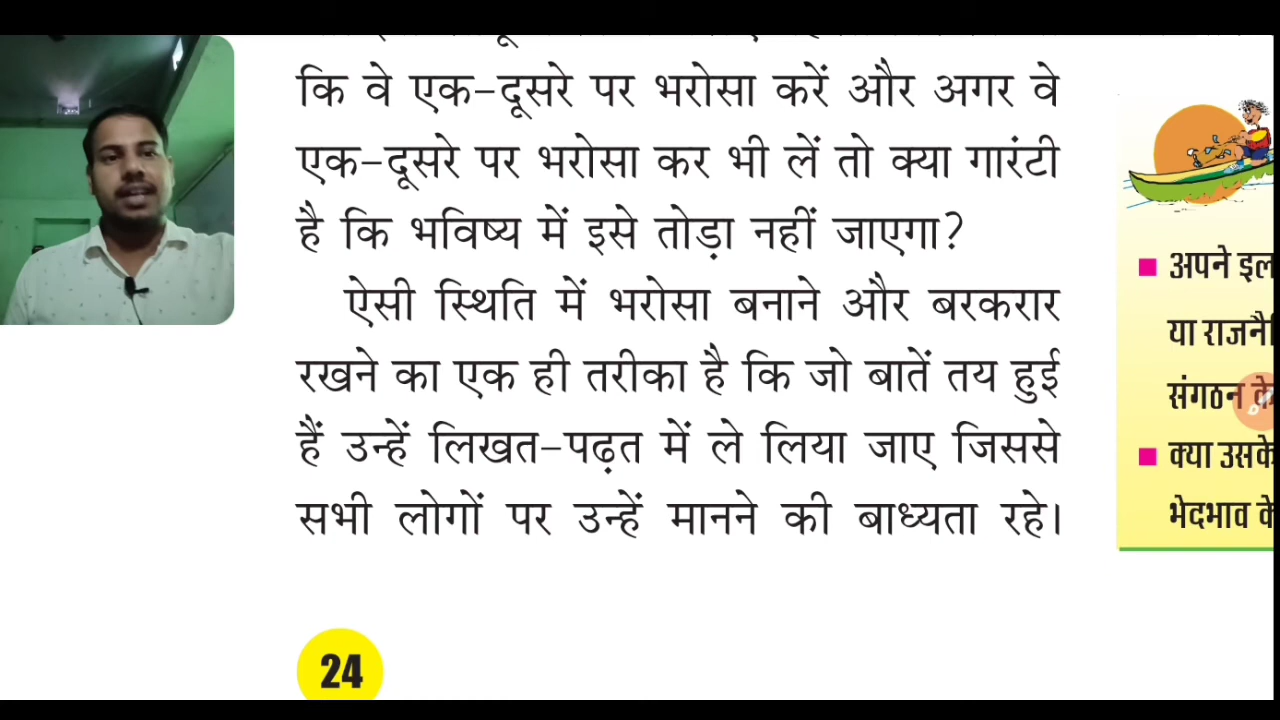 कि वे एक-दूसरे पर भरोसा करें और अगर वे
एक-दूसरे पर भरोसा कर भी लें तो क्या गारंटी
है कि भविष्य में इसे तोड़ा नहीं जाएगा?
ऐसी स्थिति में भरोसा बनाने और बरकरार
रखने का एक ही तरीका है कि जो बातें तय हुई
हैं उन्हें लिखत-पढ़त में ले लिया जाए जिससे
सभी लोगों पर उन्हें मानने की बाध्यता रहे।
24
अपने
या
संगठन
क्या उसके
भेदभाव के